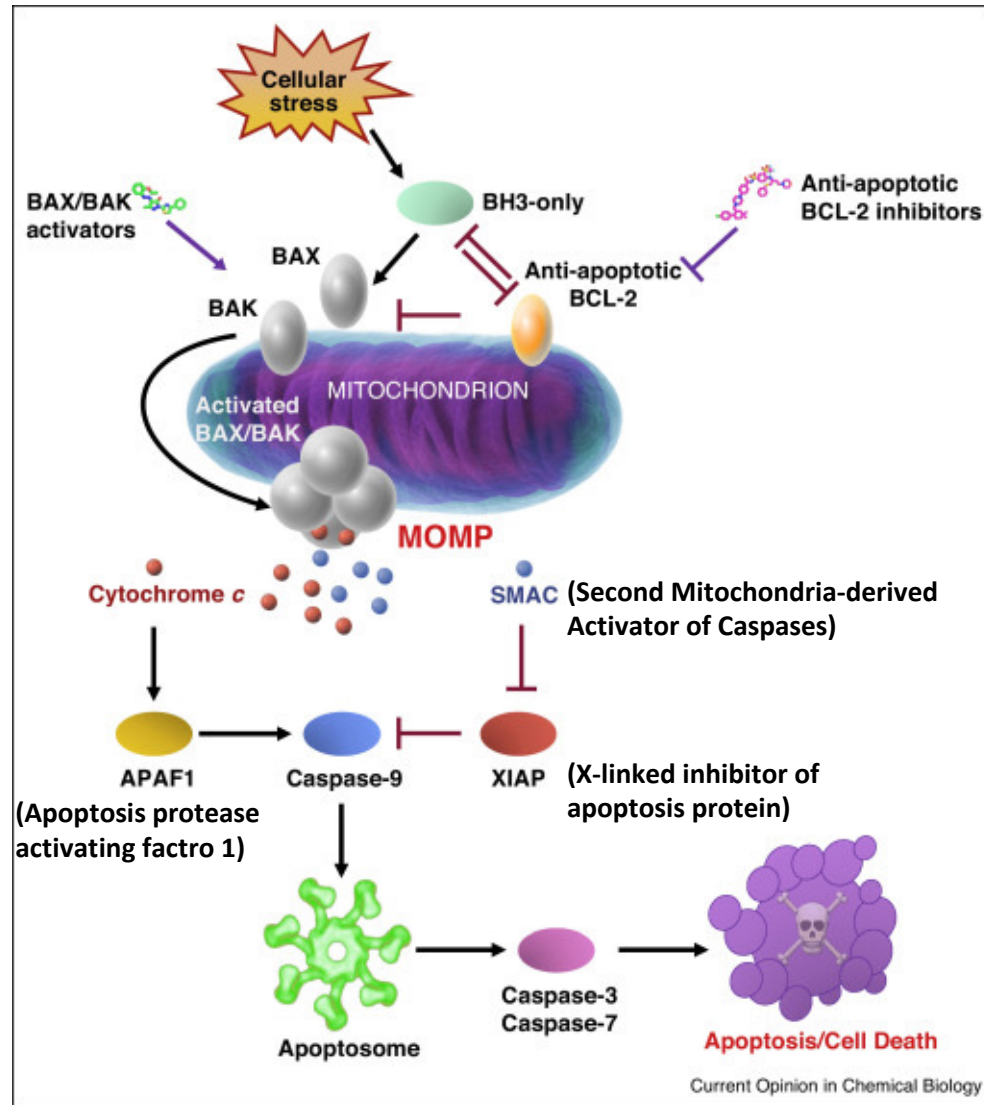 Cellular
stress
BAX/BAK
activators
BH3-only
Anti-apoptotic
BCL-2 inhibitors
BAX
Anti-apoptotic
BCL-2
BAK
MITOCHONDRION
Activated
BAX/BAK
MOMP
Cytochrome c
SMAC
(Second Mitochondria-derived
Activator of Caspases)
APAF1
Caspase-9
XIAP
(X-linked inhibitor of
apoptosis protein)
(Apoptosis protease
activating factro 1)
Apoptosome
Caspase-3
Caspase-7
Apoptosis/Cell Death
Current Opinion in Chemical Biology